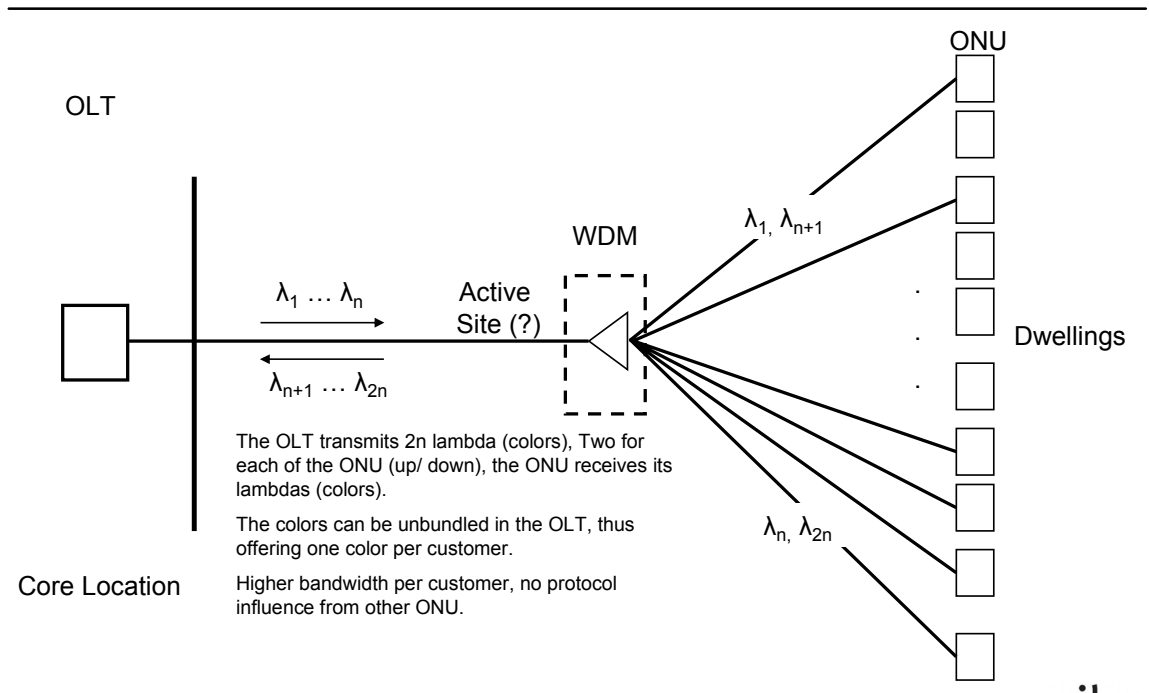 ONU
OLT
λ1, λn+1
WDM
λ1 … λn
Active
Site (?)
Dwellings
λn+1 … λ2n
The OLT transmits 2n lambda (colors), Two for
each of the ONU (up/ down), the ONU receives its
lambdas (colors).
The colors can be unbundled in the OLT, thus
offering one color per customer.
λn, λ2n
Core Location
Higher bandwidth per customer, no protocol
influence from other ONU.